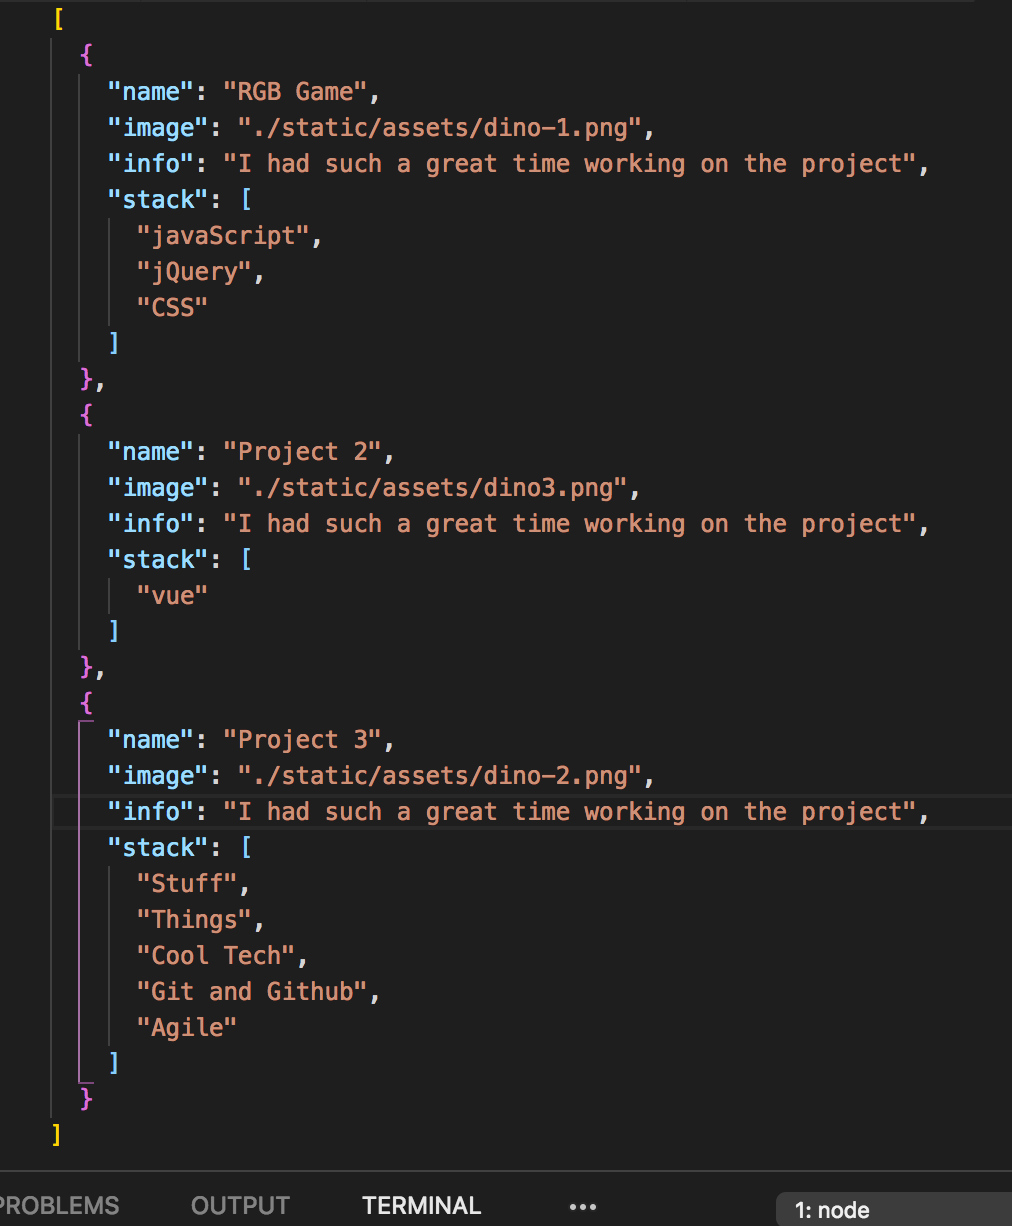 [
{
"name": "RGB Game",
"image": "./static/assets/dino-1.png",
"info": "I had such a great time working on the project",
"stack": [
"javaScript",
"jQuery",
"CSS"
]
},
{
"name": "Project 2",
"image": "./static/assets/dino3.png",
"info": "I had such a great time working on the project",
"stack": [
"vue"
]
},
{
"name": "Project 3",
"image": "./static/assets/dino-2.png",
"info": "I had such a great time working on the project",
"stack": [
"Stuff",
"Things",
"Cool Tech",
"Git and Github",
"Agile"
]
}
]
PROBLEMS OUTPUT TERMINAL ••• 1: node